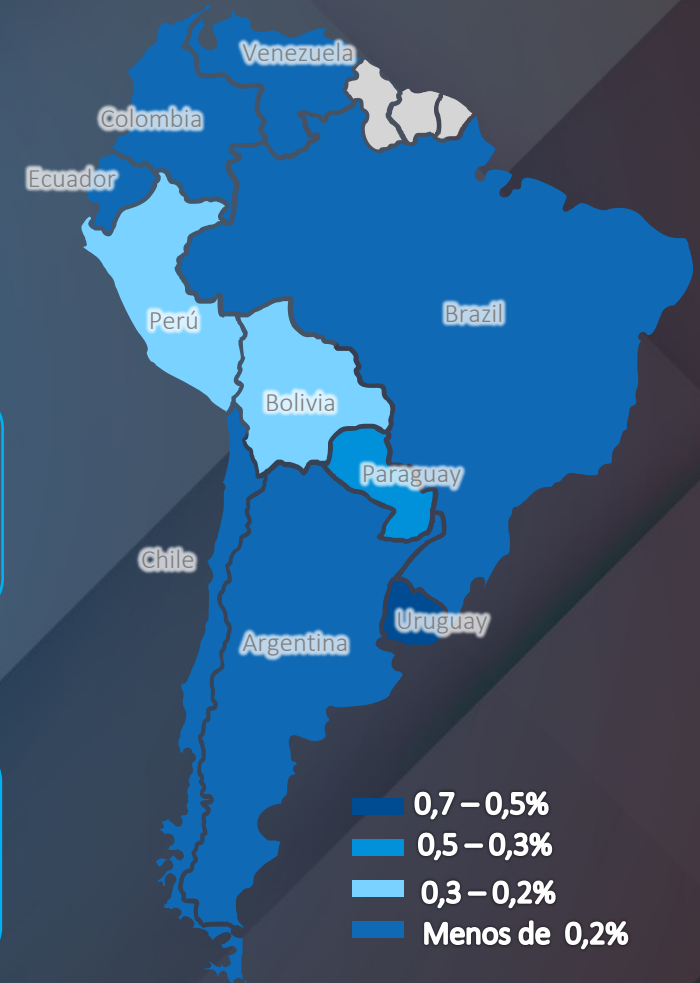 Venezuela
Colombia
Ecuador
Perú
Brazil
Bolivia
Paraguay
Chile
Uruguay
Argentina
0,7 – 0,5%
0,5 – 0,3%
0,3 – 0,2%
Menos de 0,2%